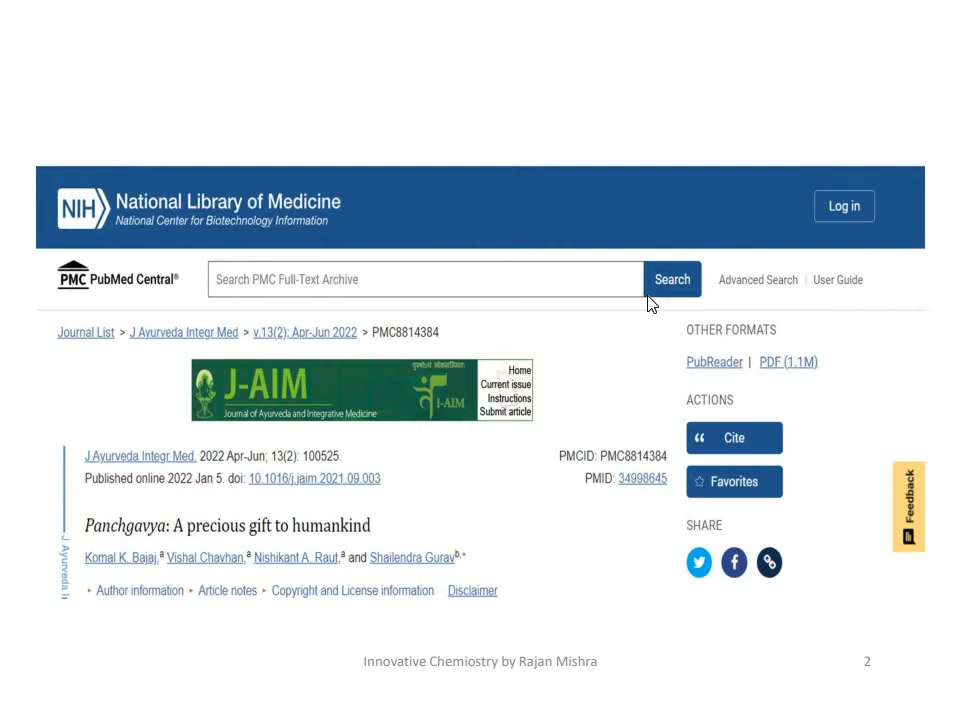 NIH National Library of Medicine
National Center for Biotechnology Information
Log in
PMC PubMed Central®
Search PMC Full-Text Archive
Search
Advanced Search | User Guide
Journal List > J Ayurveda Integr Med > v.13(2); Apr-Jun 2022 > PMC8814384
J-AIM
Journal of Ayurveda and Integrative Medicine
I-AIM
Home
Current issue
Instructions
Submit article
J Ayurveda Integr Med. 2022 Apr-Jun; 13(2): 100525.
Published online 2022 Jan 5. doi: 10.1016/j.jaim.2021.09.003
PMCID: PMC8814384
PMID: 34998645
Panchgavya: A precious gift to humankind
Komal K. Bajaj,a Vishal Chavhan,a Nishikant A. Raut,a and Shailendra Gurav b,*
Author information Article notes Copyright and License information Disclaimer
J Ayurveda
OTHER FORMATS
PubReader | PDF (1.1M)
ACTIONS
Cite
Favorites
SHARE
Feedback
Innovative Chemiostry by Rajan Mishra
2